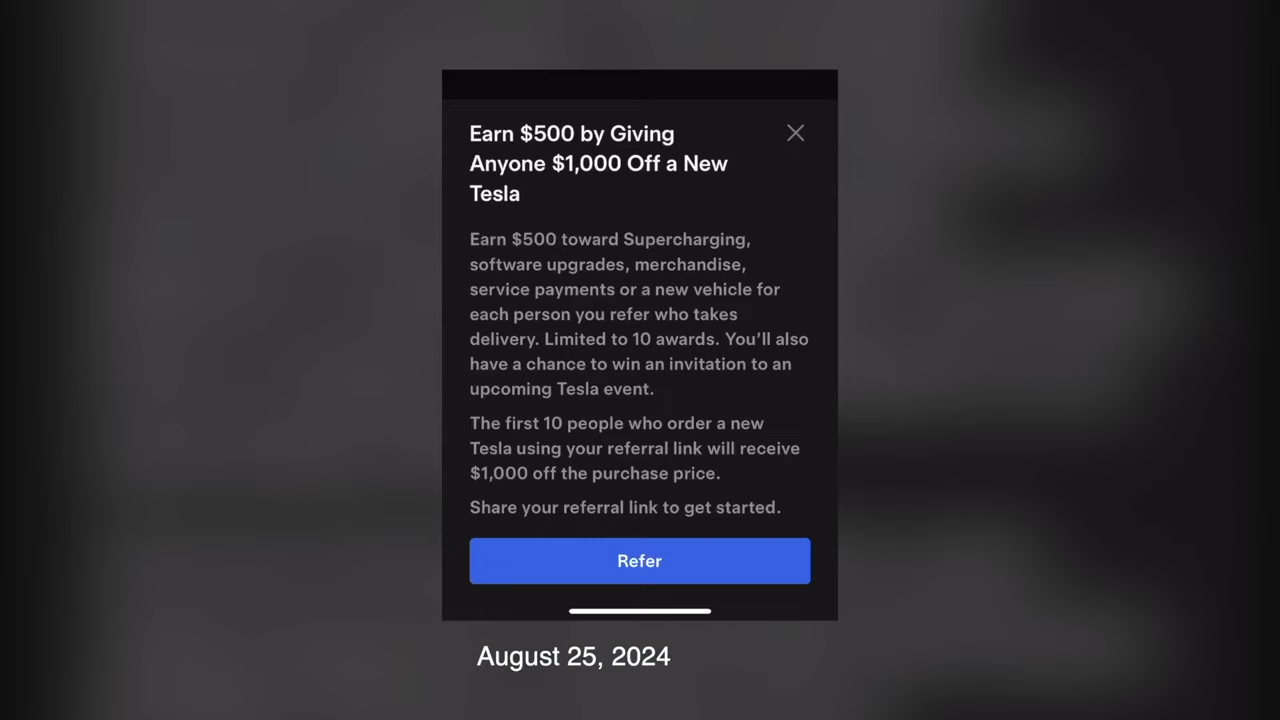 Earn $500 by Giving
Anyone $1,000 Off a New
Tesla
Earn $500 toward Supercharging,
software upgrades, merchandise,
service payments or a new vehicle for
each person you refer who takes
delivery. Limited to 10 awards. You’ll also
have a chance to win an invitation to an
upcoming Tesla event.
The first 10 people who order a new
Tesla using your referral link will receive
$1,000 off the purchase price.
Share your referral link to get started.
Refer
August 25, 2024